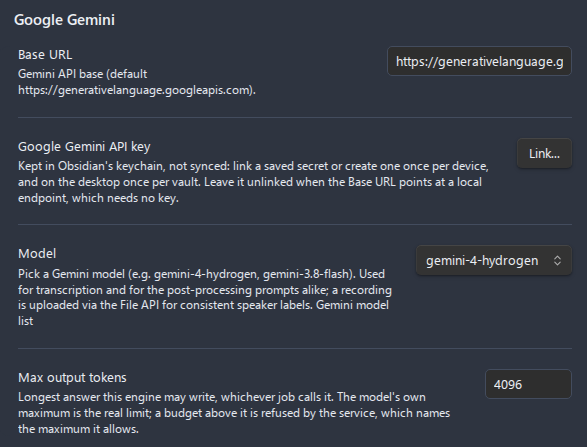 Google Gemini
Base URL
Gemini API base (default
https://generativelanguage.googleapis.com).
https://generativelanguage.g
Google Gemini API key
Kept in Obsidian's keychain, not synced: link a saved secret or create one once per device,
and on the desktop once per vault. Leave it unlinked when the Base URL points at a local
endpoint, which needs no key.
Link...
Model
Pick a Gemini model (e.g. gemini-4-hydrogen, gemini-3.8-flash). Used
for transcription and for the post-processing prompts alike; a recording
is uploaded via the File API for consistent speaker labels. Gemini model
list
gemini-4-hydrogen
Max output tokens
Longest answer this engine may write, whichever job calls it. The model's own
maximum is the real limit; a budget above it is refused by the service, which names
the maximum it allows.
4096